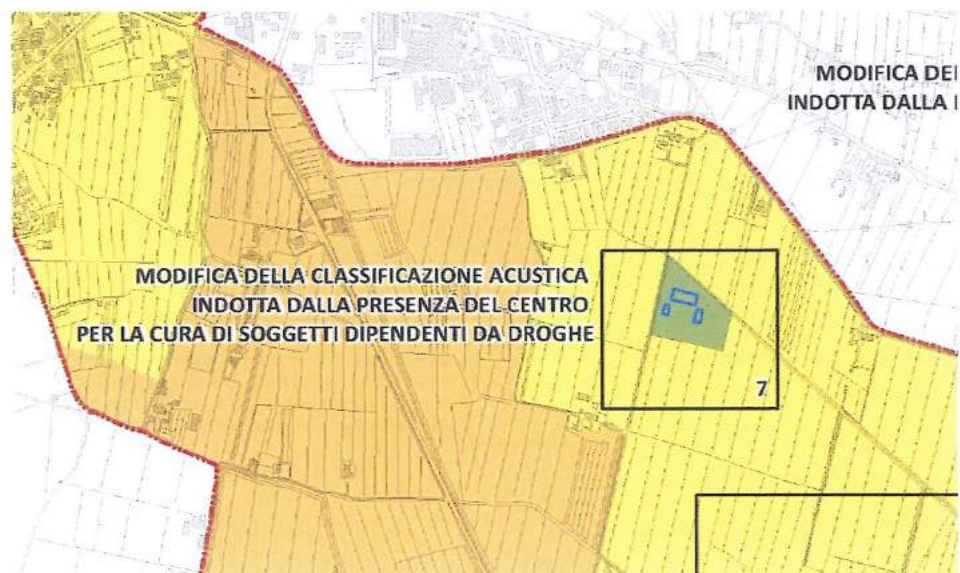 MODIFICA DEI
INDOTTA DALLA
MODIFICA DELLA CLASSIFICAZIONE ACUSTICA
INDOTTA DALLA PRESENZA DEL CENTRO
PER LA CURA DI SOGGETTI DIPENDENTI DA DROGHE
7